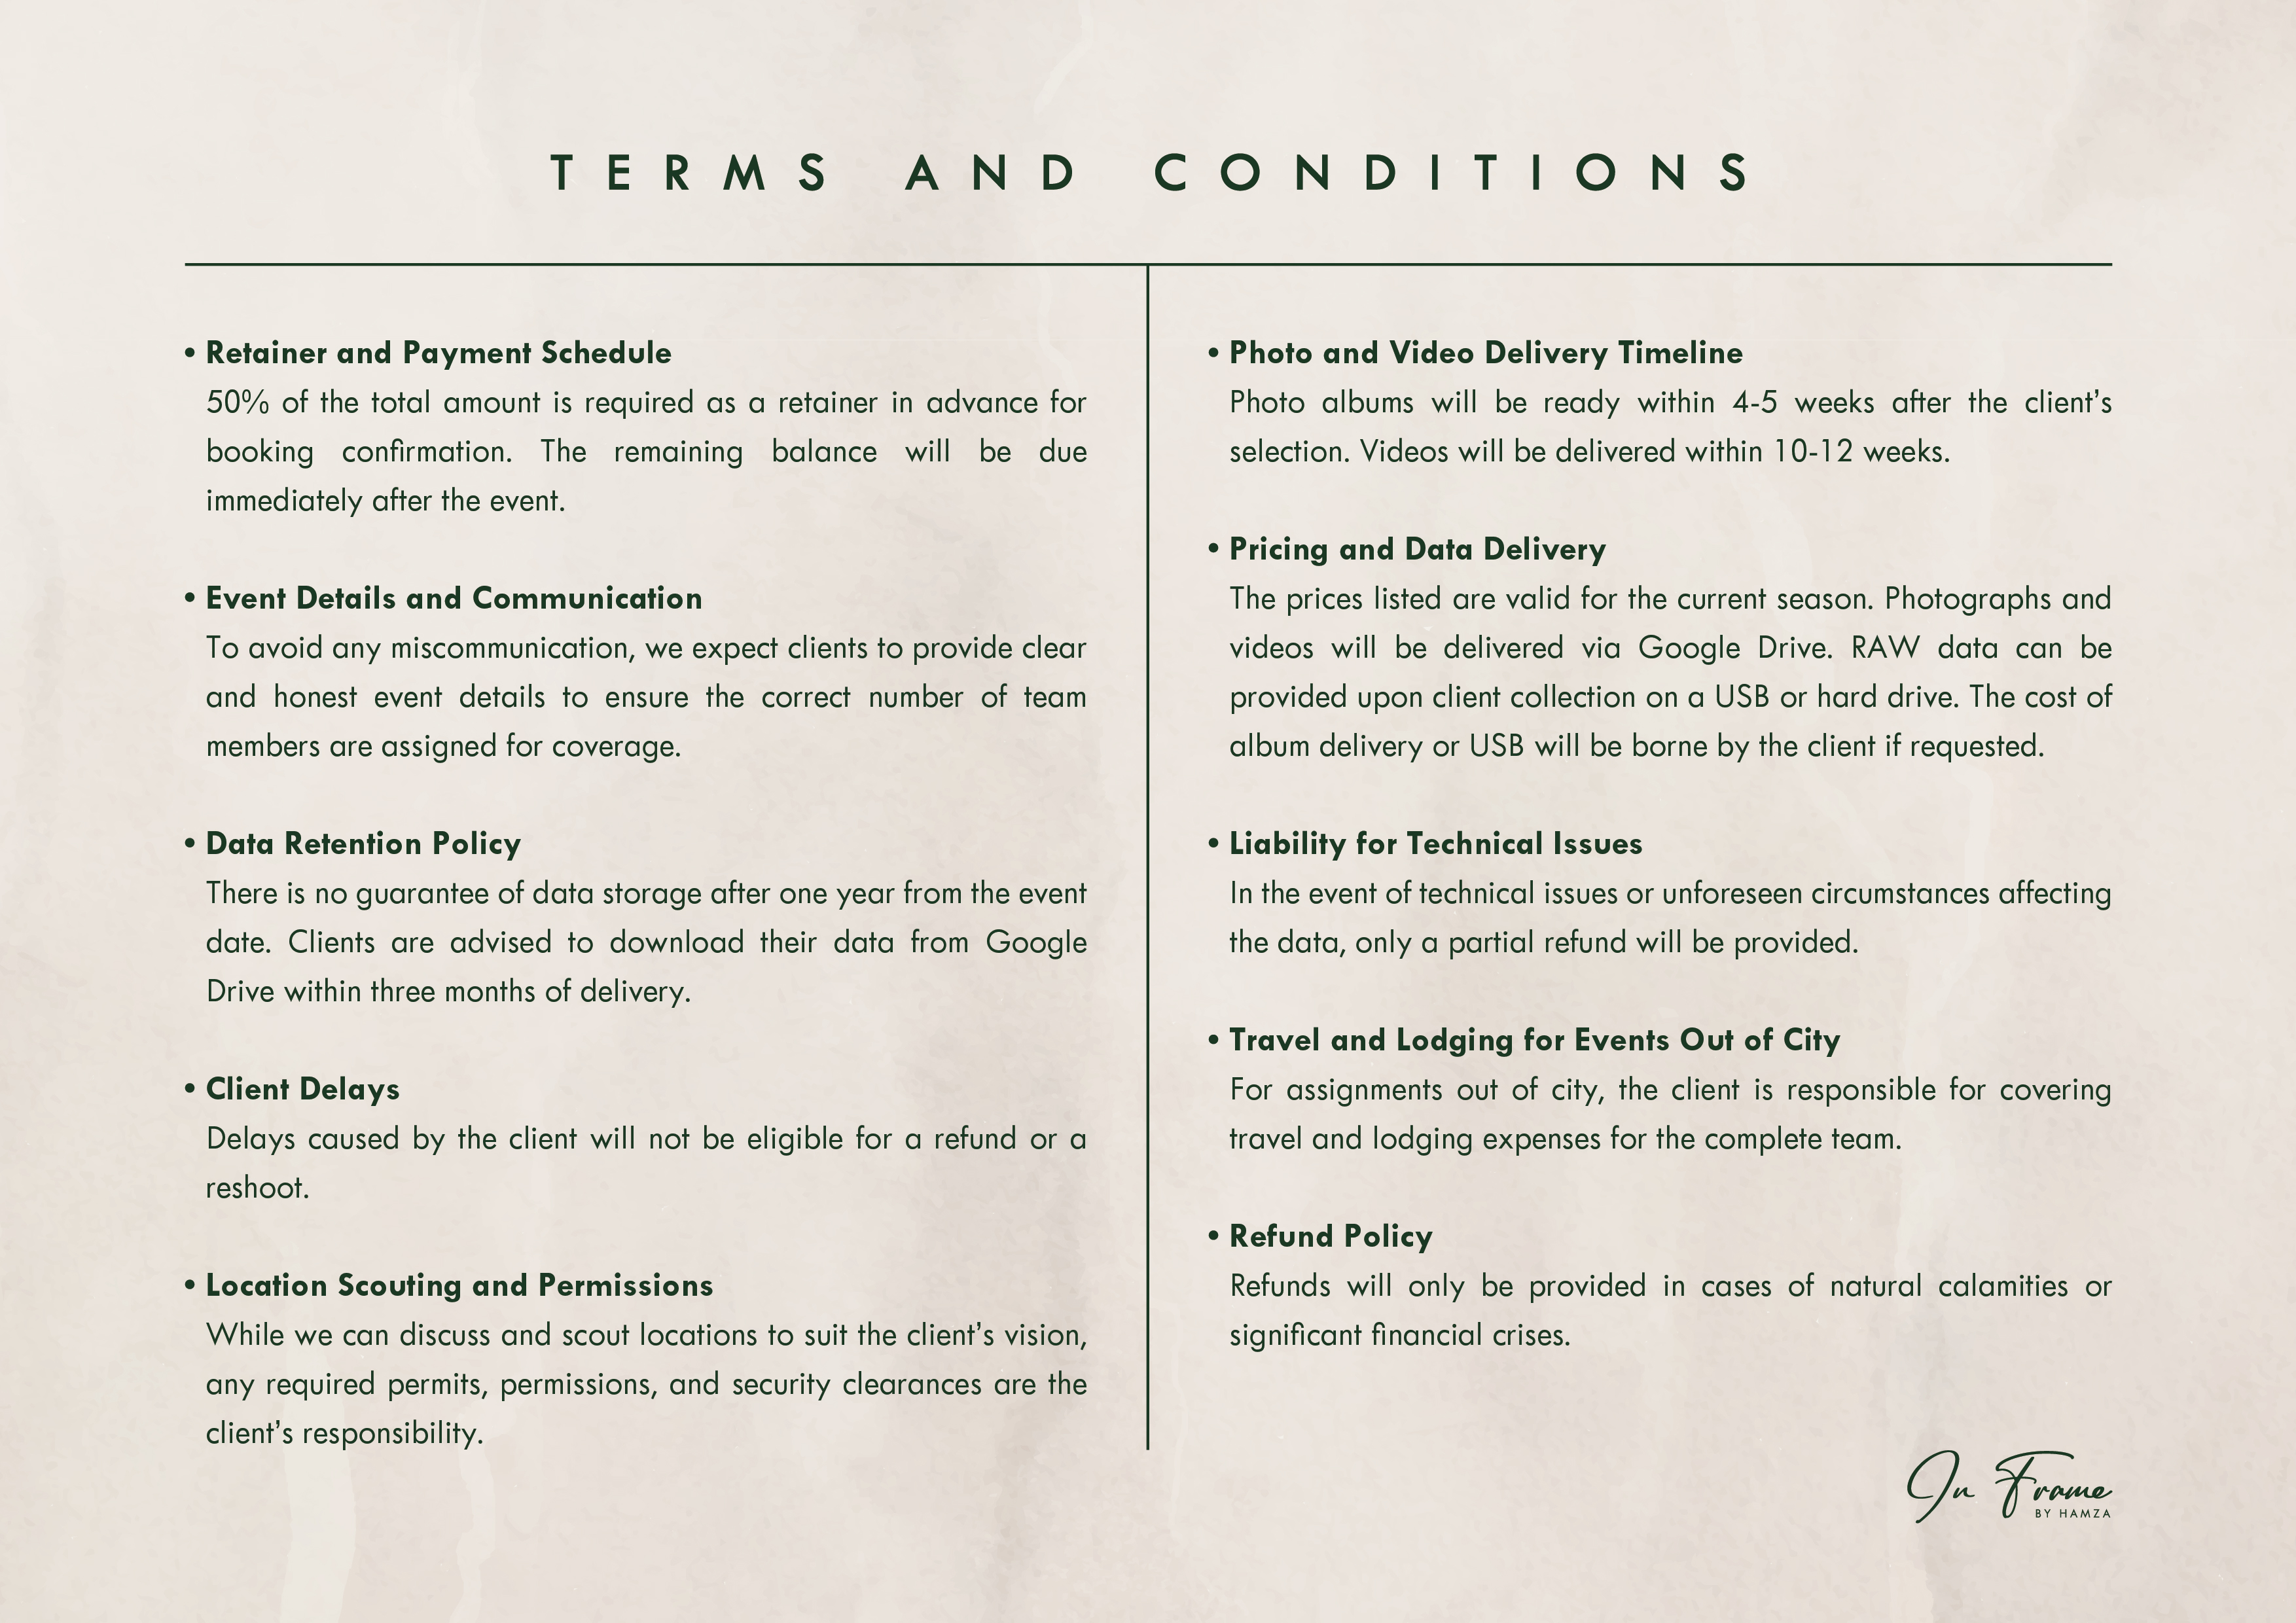 TERMS AND CONDITIONS
• Retainer and Payment Schedule
50% of the total amount is required as a retainer in advance for
booking confirmation. The remaining balance will be due
immediately after the event.
• Event Details and Communication
To avoid any miscommunication, we expect clients to provide clear
and honest event details to ensure the correct number of team
members are assigned for coverage.
• Data Retention Policy
There is no guarantee of data storage after one year from the event
date. Clients are advised to download their data from Google
Drive within three months of delivery.
• Client Delays
Delays caused by the client will not be eligible for a refund or a
reshoot.
• Location Scouting and Permissions
While we can discuss and scout locations to suit the client’s vision,
any required permits, permissions, and security clearances are the
client’s responsibility.
• Photo and Video Delivery Timeline
Photo albums will be ready within 4-5 weeks after the client’s
selection. Videos will be delivered within 10-12 weeks.
• Pricing and Data Delivery
The prices listed are valid for the current season. Photographs and
videos will be delivered via Google Drive. RAW data can be
provided upon client collection on a USB or hard drive. The cost of
album delivery or USB will be borne by the client if requested.
• Liability for Technical Issues
In the event of technical issues or unforeseen circumstances affecting
the data, only a partial refund will be provided.
• Travel and Lodging for Events Out of City
For assignments out of city, the client is responsible for covering
travel and lodging expenses for the complete team.
• Refund Policy
Refunds will only be provided in cases of natural calamities or
significant financial crises.
In Frame
BY HAMZA